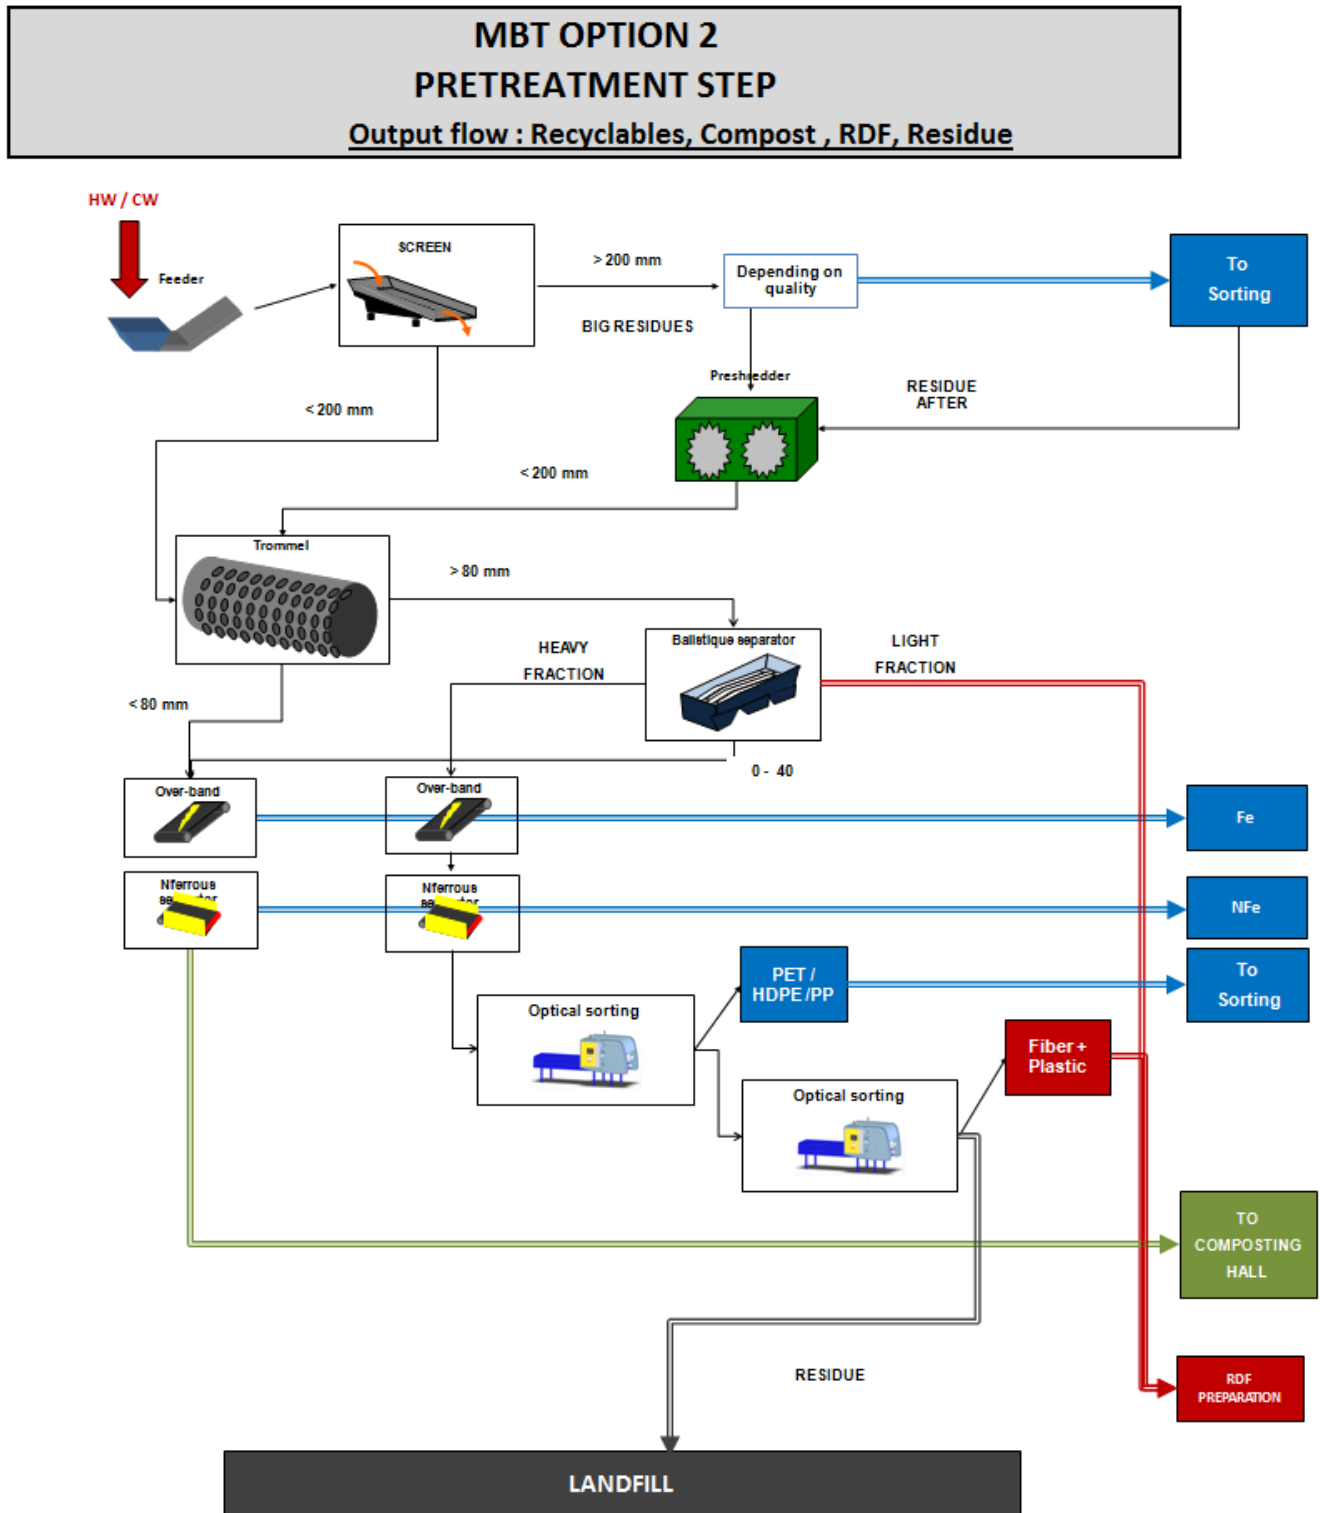 MBT OPTION 2
PRETREATMENT STEP
Output flow : Recyclables, Compost , RDF, Residue
HW / CW
Feeder
SCREEN
> 200 mm
Depending on
quality
To
Sorting
BIG RESIDUES
Preshredder
RESIDUE
AFTER
< 200 mm
< 200 mm
Trommel
> 80 mm
Balistique separator
HEAVY
FRACTION
LIGHT
FRACTION
< 80 mm
0 - 40
Over-band
Over-band
Fe
Nferrous
Nferrous
NFe
PET /
HDPE /PP
To
Sorting
Optical sorting
Fiber +
Plastic
Optical sorting
TO
COMPOSTING
HALL
RESIDUE
RDF
PREPARATION
LANDFILL